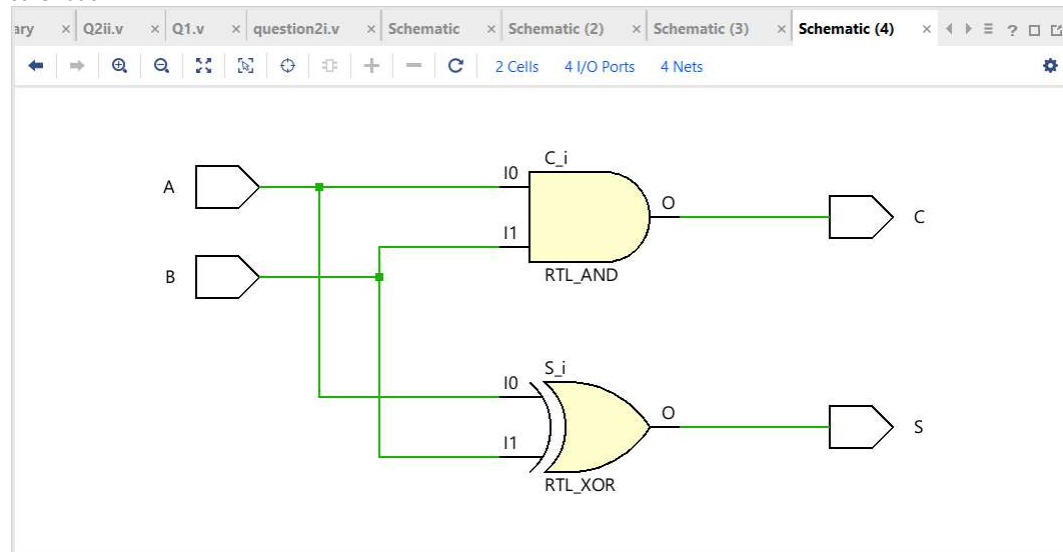 ary × Q2ii.v × Q1.v × question2i.v × Schematic × Schematic (2) × Schematic (3) × Schematic (4) ×
2 Cells 4 I/O Ports 4 Nets
C_i
A I0
O
C
I1
B
RTL_AND
S_i
I0
O
S
I1
RTL_XOR